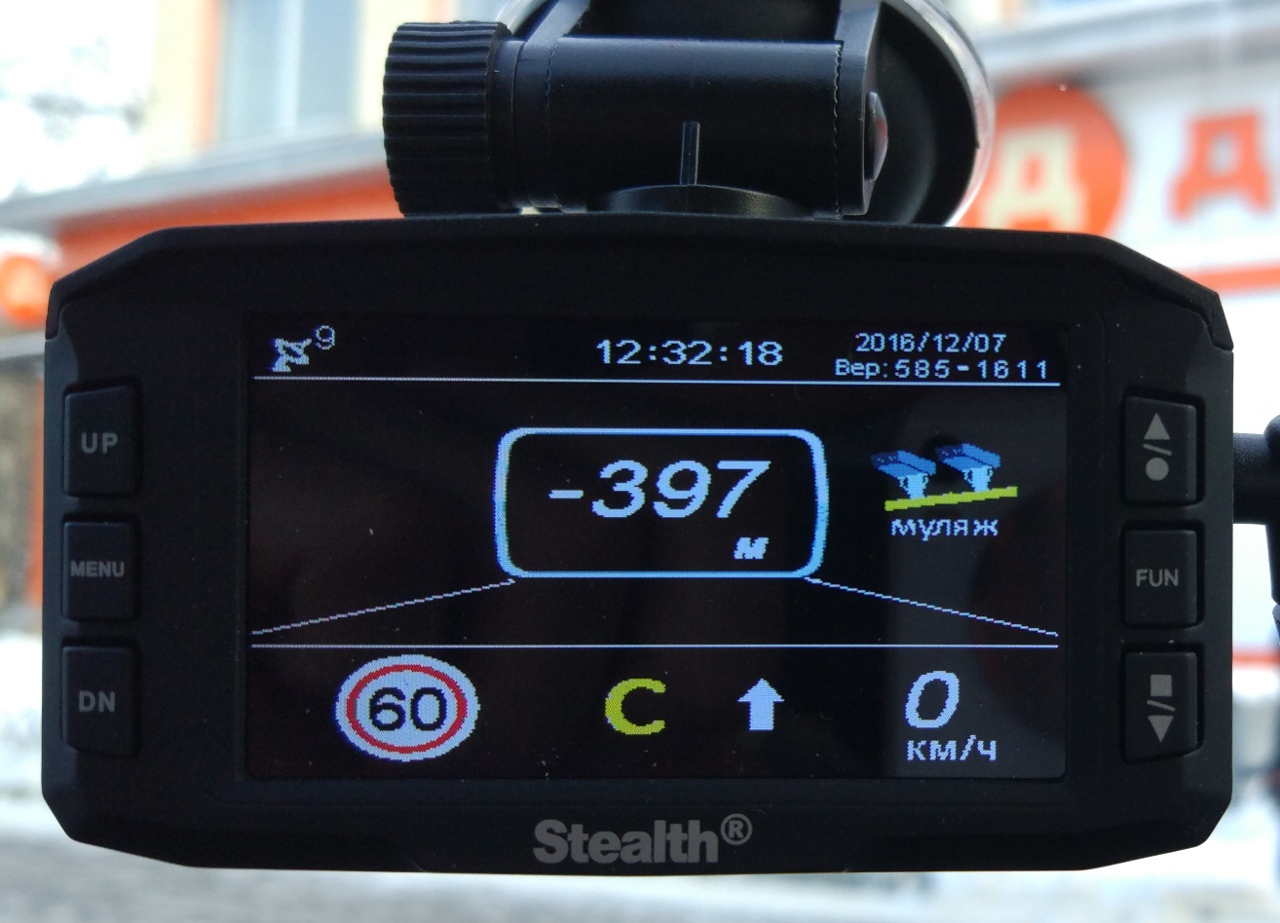 Д Д
9
12:32:18
2016/12/07
Вер:585-1611
-397
м
муляж
UP
MENU
DN
FUN
60
С
0
км/ч
Stealth®